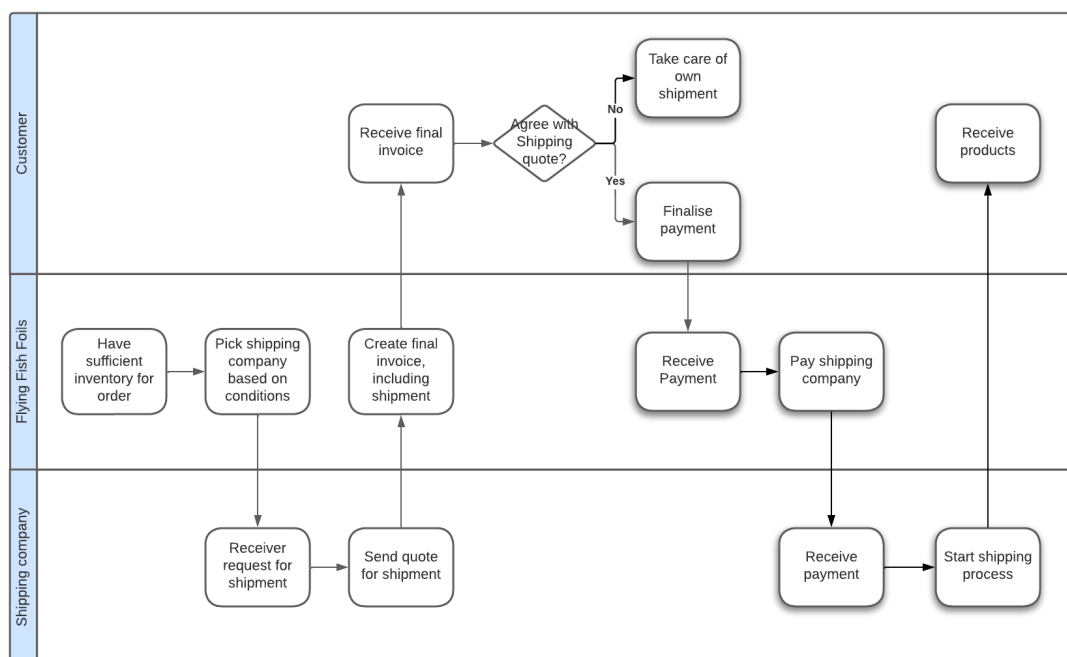 Customer
Take care of
own
shipment
No
Receive final
invoice
Agree with
Shipping
quote?
Receive
products
Yes
Finalise
payment
Flying Fish Foils
Have
sufficient
inventory for
order
Pick shipping
company
based on
conditions
Create final
invoice,
including
shipment
Receive
Payment
Pay shipping
company
Shipping company
Receiver
request for
shipment
Send quote
for shipment
Receive
payment
Start shipping
process